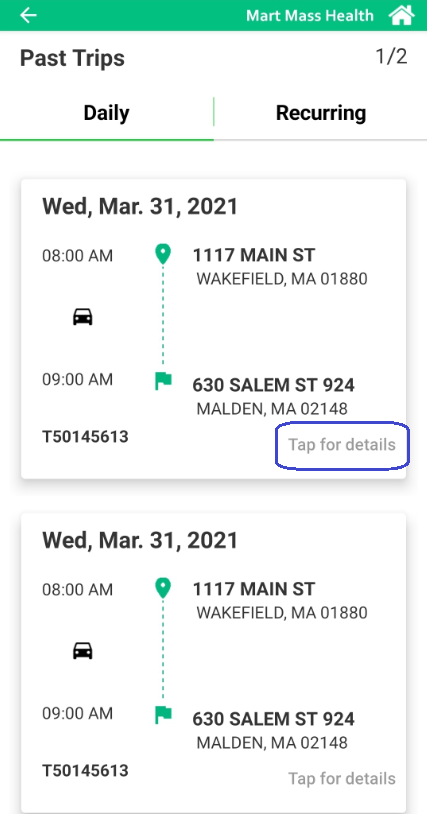 Mart Mass Health
Past Trips 1/2
Daily Recurring
Wed, Mar. 31, 2021
08:00 AM 1117 MAIN ST
WAKEFIELD, MA 01880
09:00 AM 630 SALEM ST 924
MALDEN, MA 02148
T50145613 Tap for details
Wed, Mar. 31, 2021
08:00 AM 1117 MAIN ST
WAKEFIELD, MA 01880
09:00 AM 630 SALEM ST 924
MALDEN, MA 02148
T50145613 Tap for details